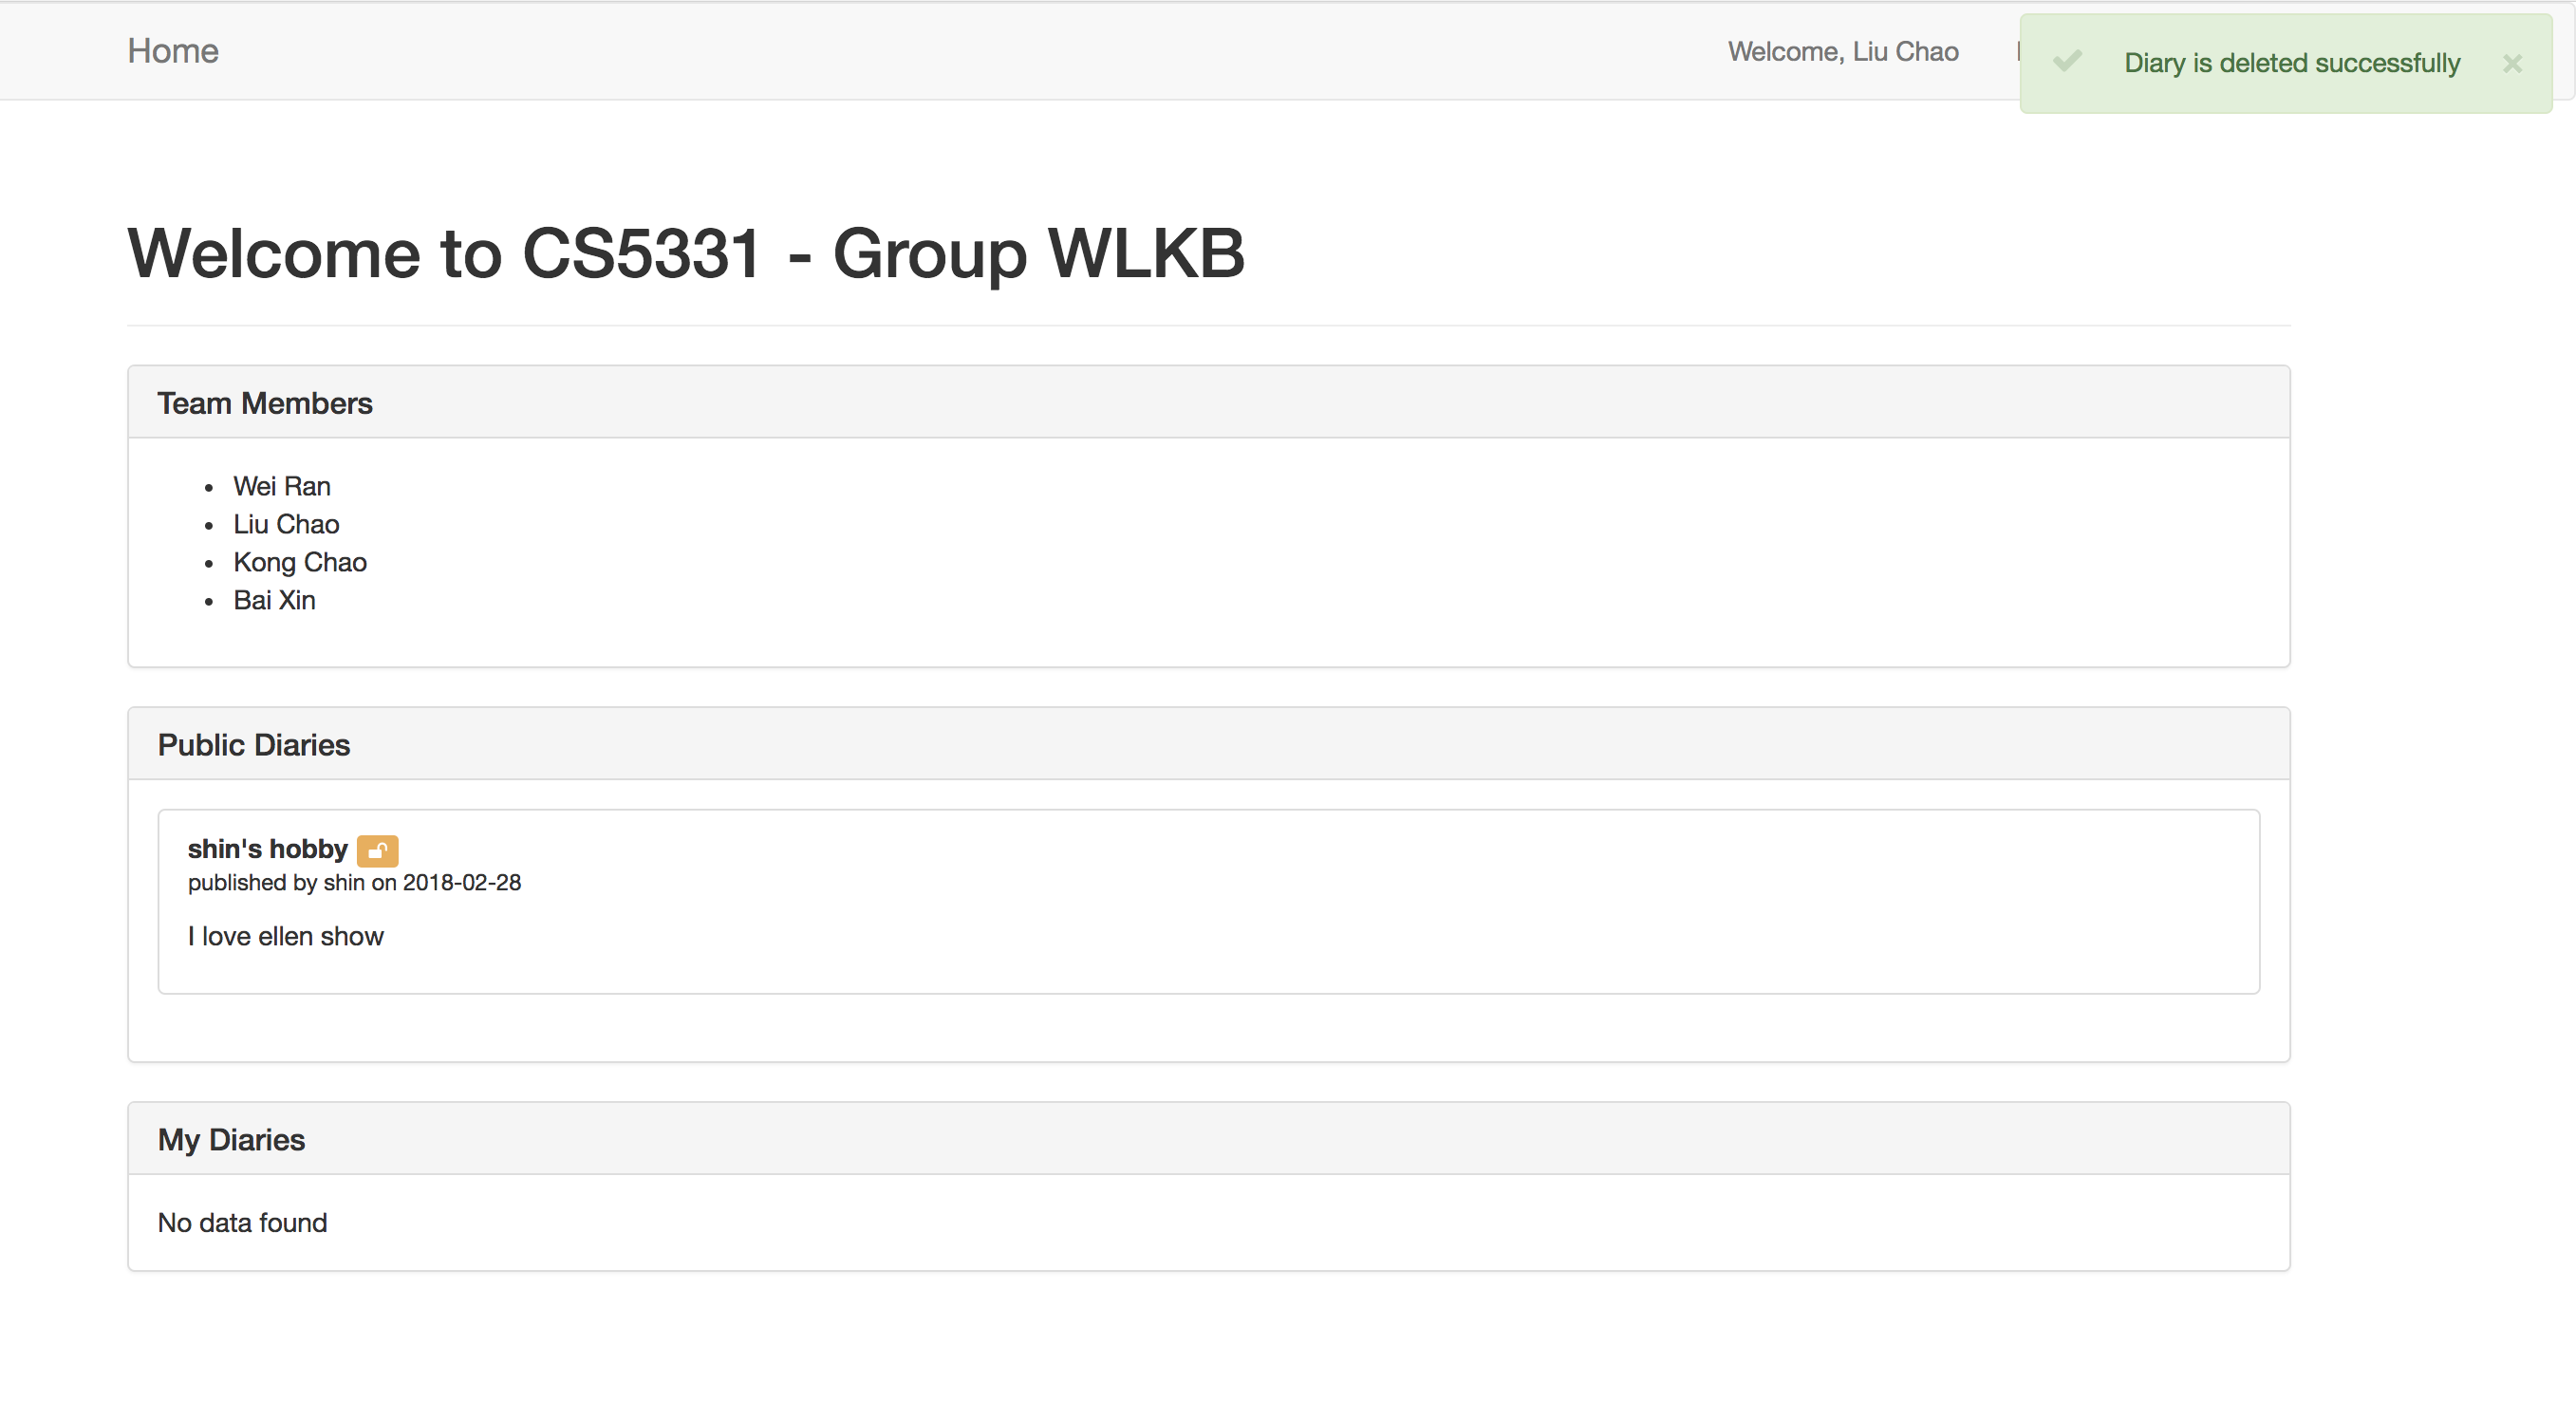 Home
Welcome, Liu Chao
Diary is deleted successfully
Welcome to CS5331 - Group WLKB
Team Members
Wei Ran
Liu Chao
Kong Chao
Bai Xin
Public Diaries
shin's hobby
published by shin on 2018-02-28
I love ellen show
My Diaries
No data found